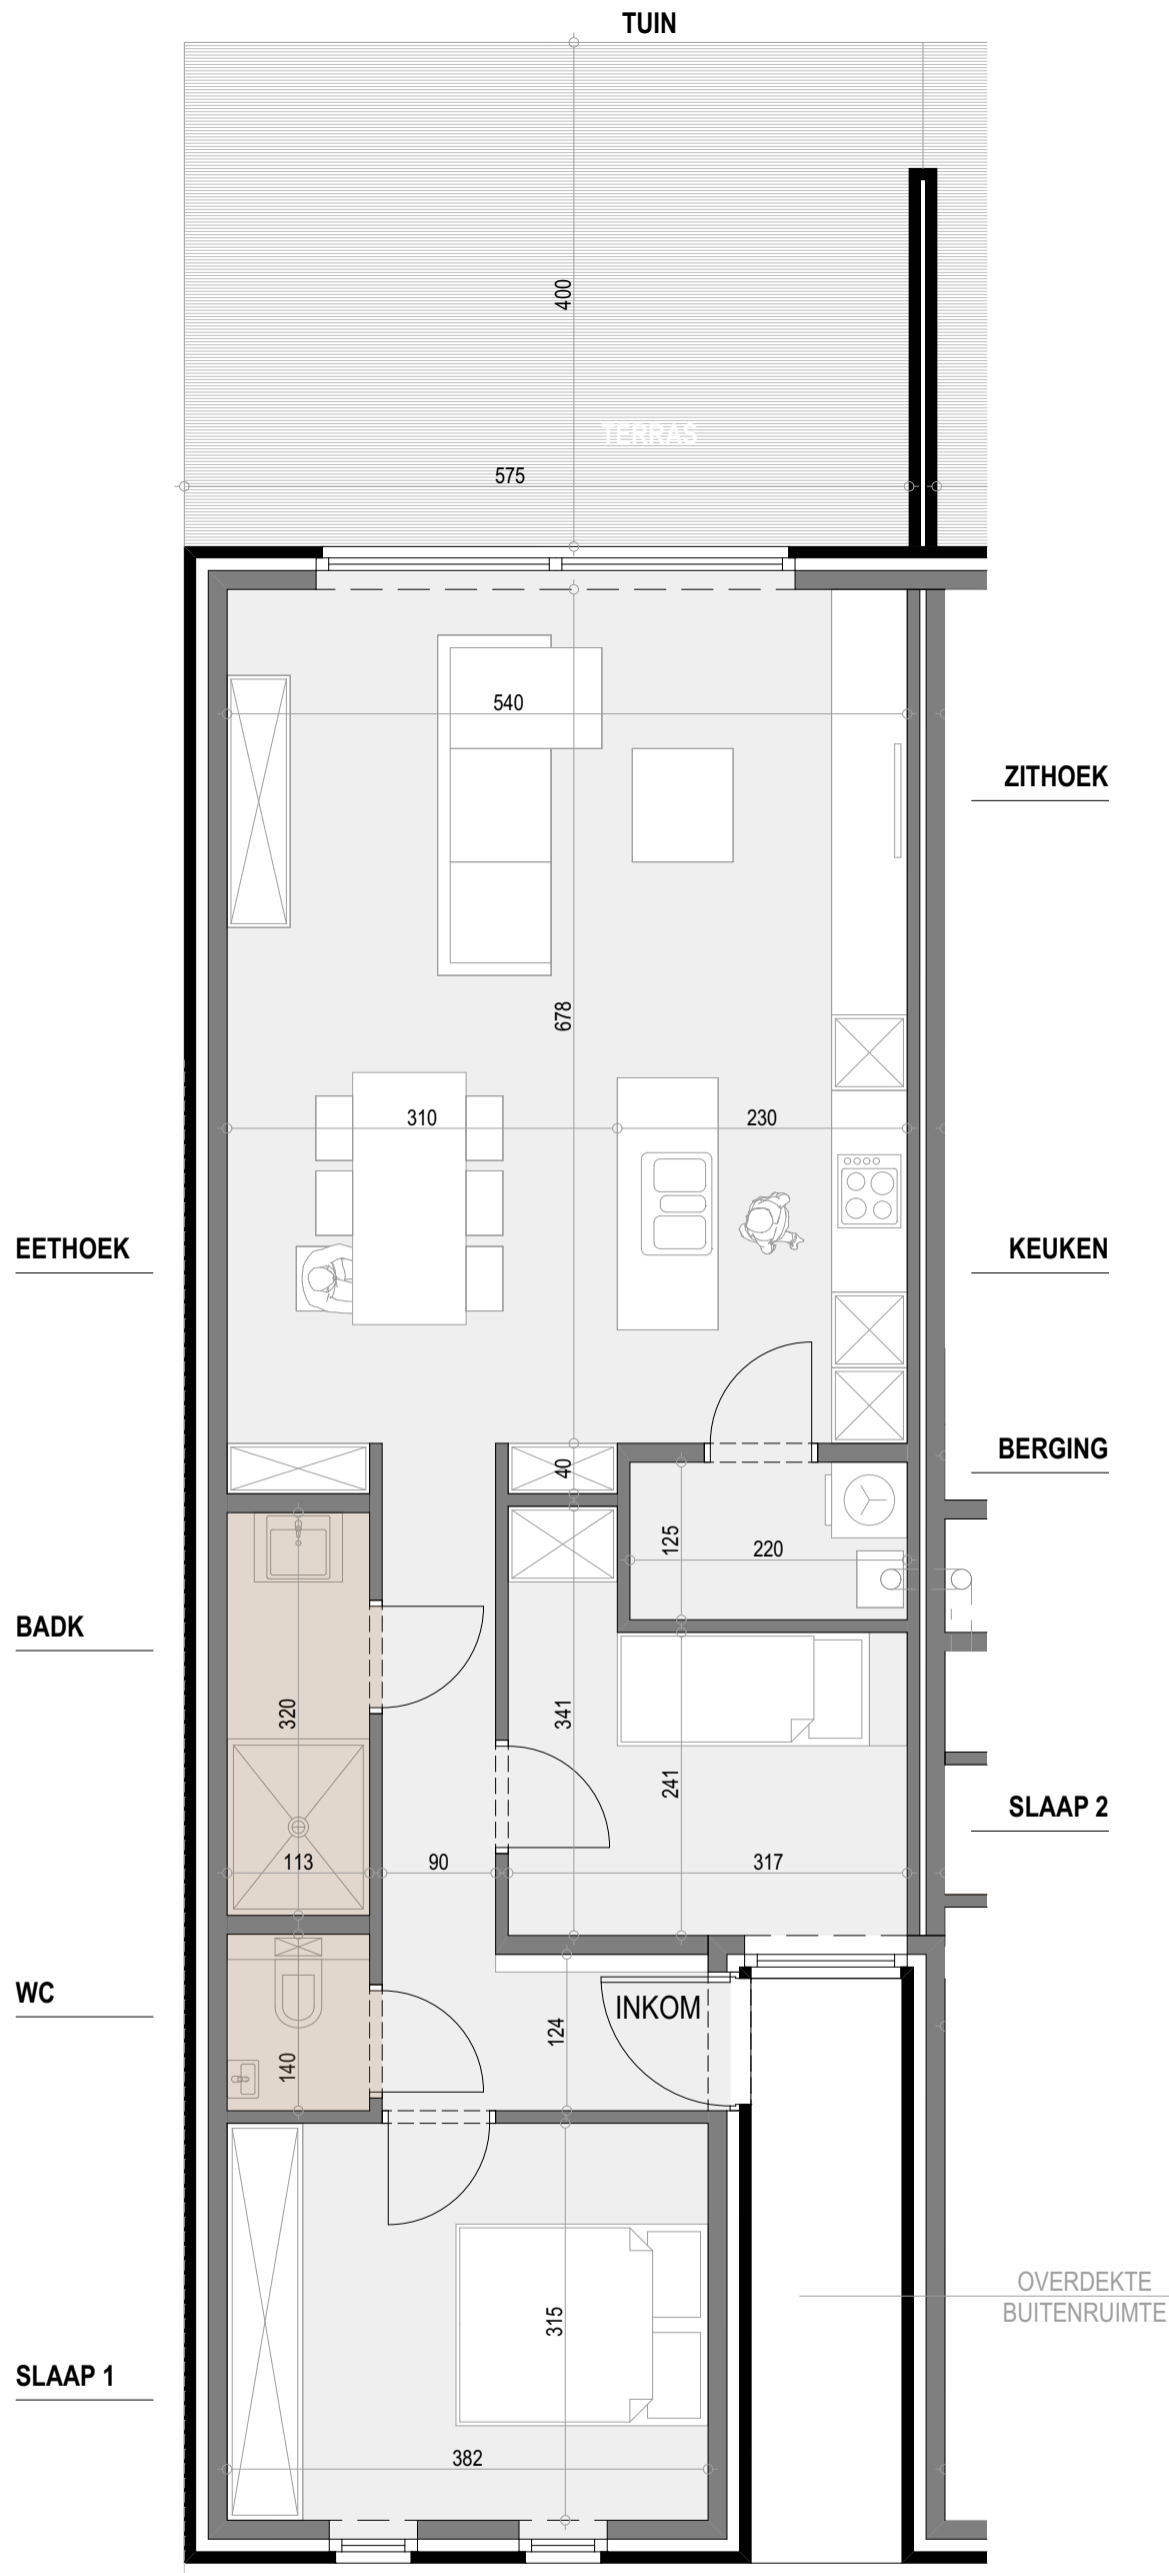 TUIN
400
TERRAS
575
540
ZITHOEK
678
310
230
EETHOEK
KEUKEN
BERGING
40
125
220
BADK
320
341
241
SLAAP 2
113
90
317
WC
INKOM
124
140
OVERDEKTE
BUITENRUIMTE
315
SLAAP 1
382